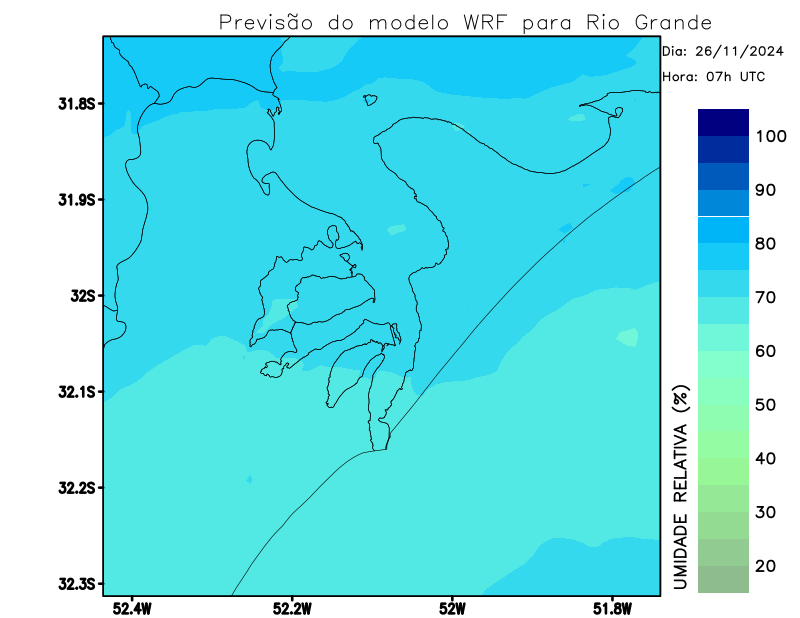 Previsão do modelo WRF para Rio Grande
Dia: 26/11/2024
Hora: 07h UTC
31.8S
31.9S
32S
32.1S
32.2S
32.3S
52.4W
52.2W
52W
51.8W
100
90
80
70
60
50
40
30
20
UMIDADE RELATIVA (%)